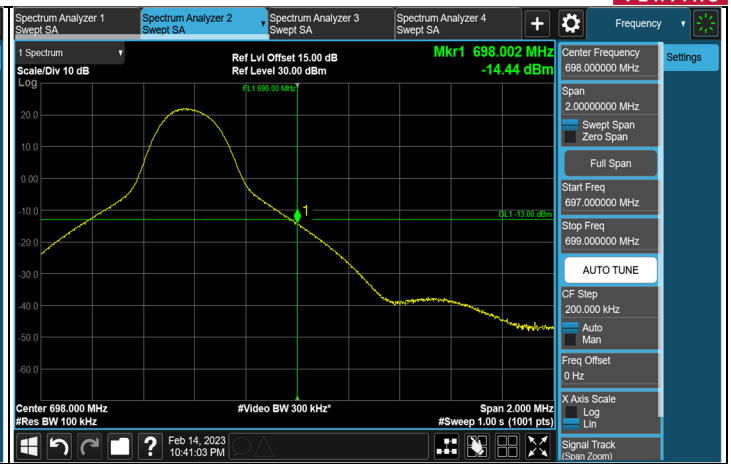 Spectrum Analyzer 1
Swept SA
Spectrum Analyzer 2
Swept SA
Spectrum Analyzer 3
Swept SA
Spectrum Analyzer 4
Swept SA
+
Frequency
Settings
1 Spectrum
Scale/Div 10 dB
Log
Ref Lvl Offset 15.00 dB
Ref Level 30.00 dBm
Mkr1 698.002 MHz
-14.44 dBm
FL1 698.00 MHz
20.0
10.0
0.00
-10.0
-20.0
-30.0
-40.0
-50.0
-60.0
1
DL1 -13.00 dBm
Center 698.000 MHz
#Res BW 100 kHz
#Video BW 300 kHz*
Span 2.000 MHz
#Sweep 1.00 s (1001 pts)
Center Frequency
698.000000 MHz
Span
2.00000000 MHz
Swept Span
Zero Span
Full Span
Start Freq
697.000000 MHz
Stop Freq
699.000000 MHz
AUTO TUNE
CF Step
200.000 kHz
Auto
Man
Freq Offset
0 Hz
X Axis Scale
Log
Lin
Signal Track
(Span Zoom)
?
Feb 14, 2023
10:41:03 PM